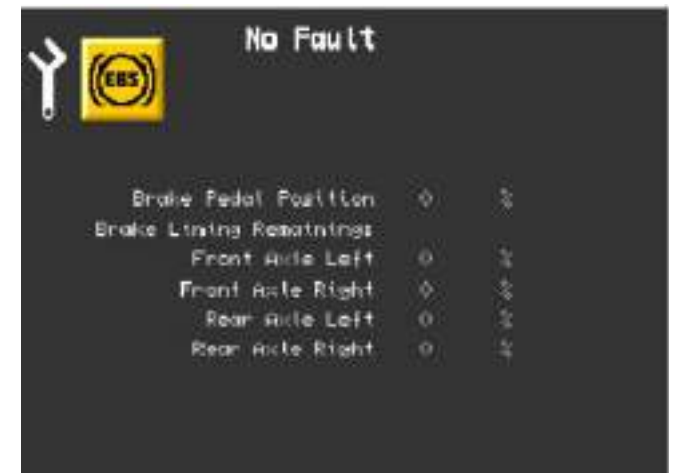 No Fault
EBS
Brake Pedal Position 0 %
Brake Lining Remainings
Front Axle Left 0 %
Front Axle Right 0 %
Rear Axle Left 0 %
Rear Axle Right 0 %